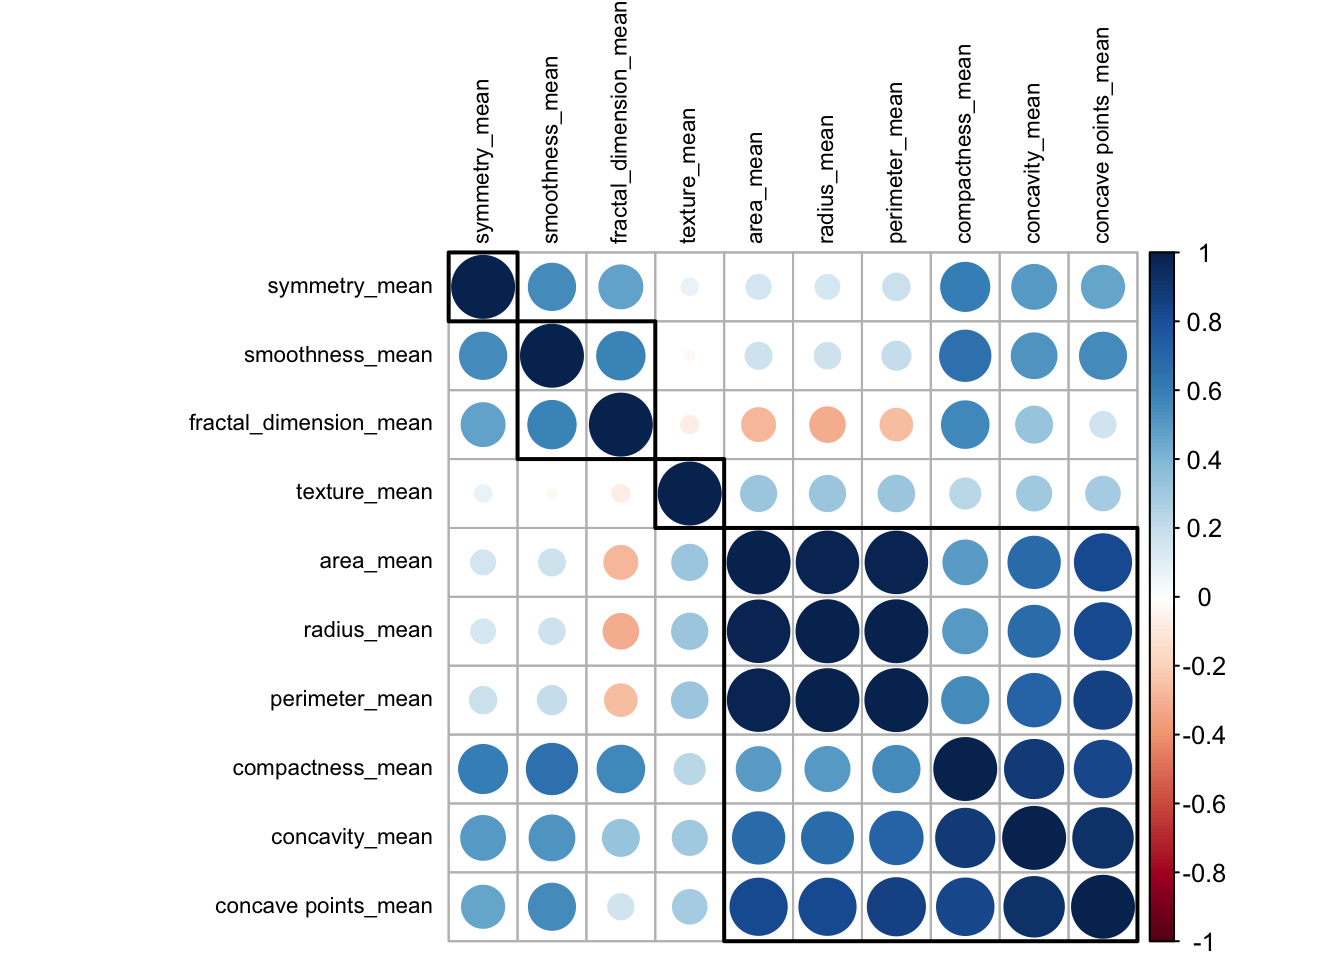 symmetry_mean
smoothness_mean
fractal_dimension_mean
texture_mean
area_mean
radius_mean
perimeter_mean
compactness_mean
concavity_mean
concave points_mean
symmetry_mean
smoothness_mean
fractal_dimension_mean
texture_mean
area_mean
radius_mean
perimeter_mean
compactness_mean
concavity_mean
concave points_mean
1
0.8
0.6
0.4
0.2
0
-0.2
-0.4
-0.6
-0.8
-1